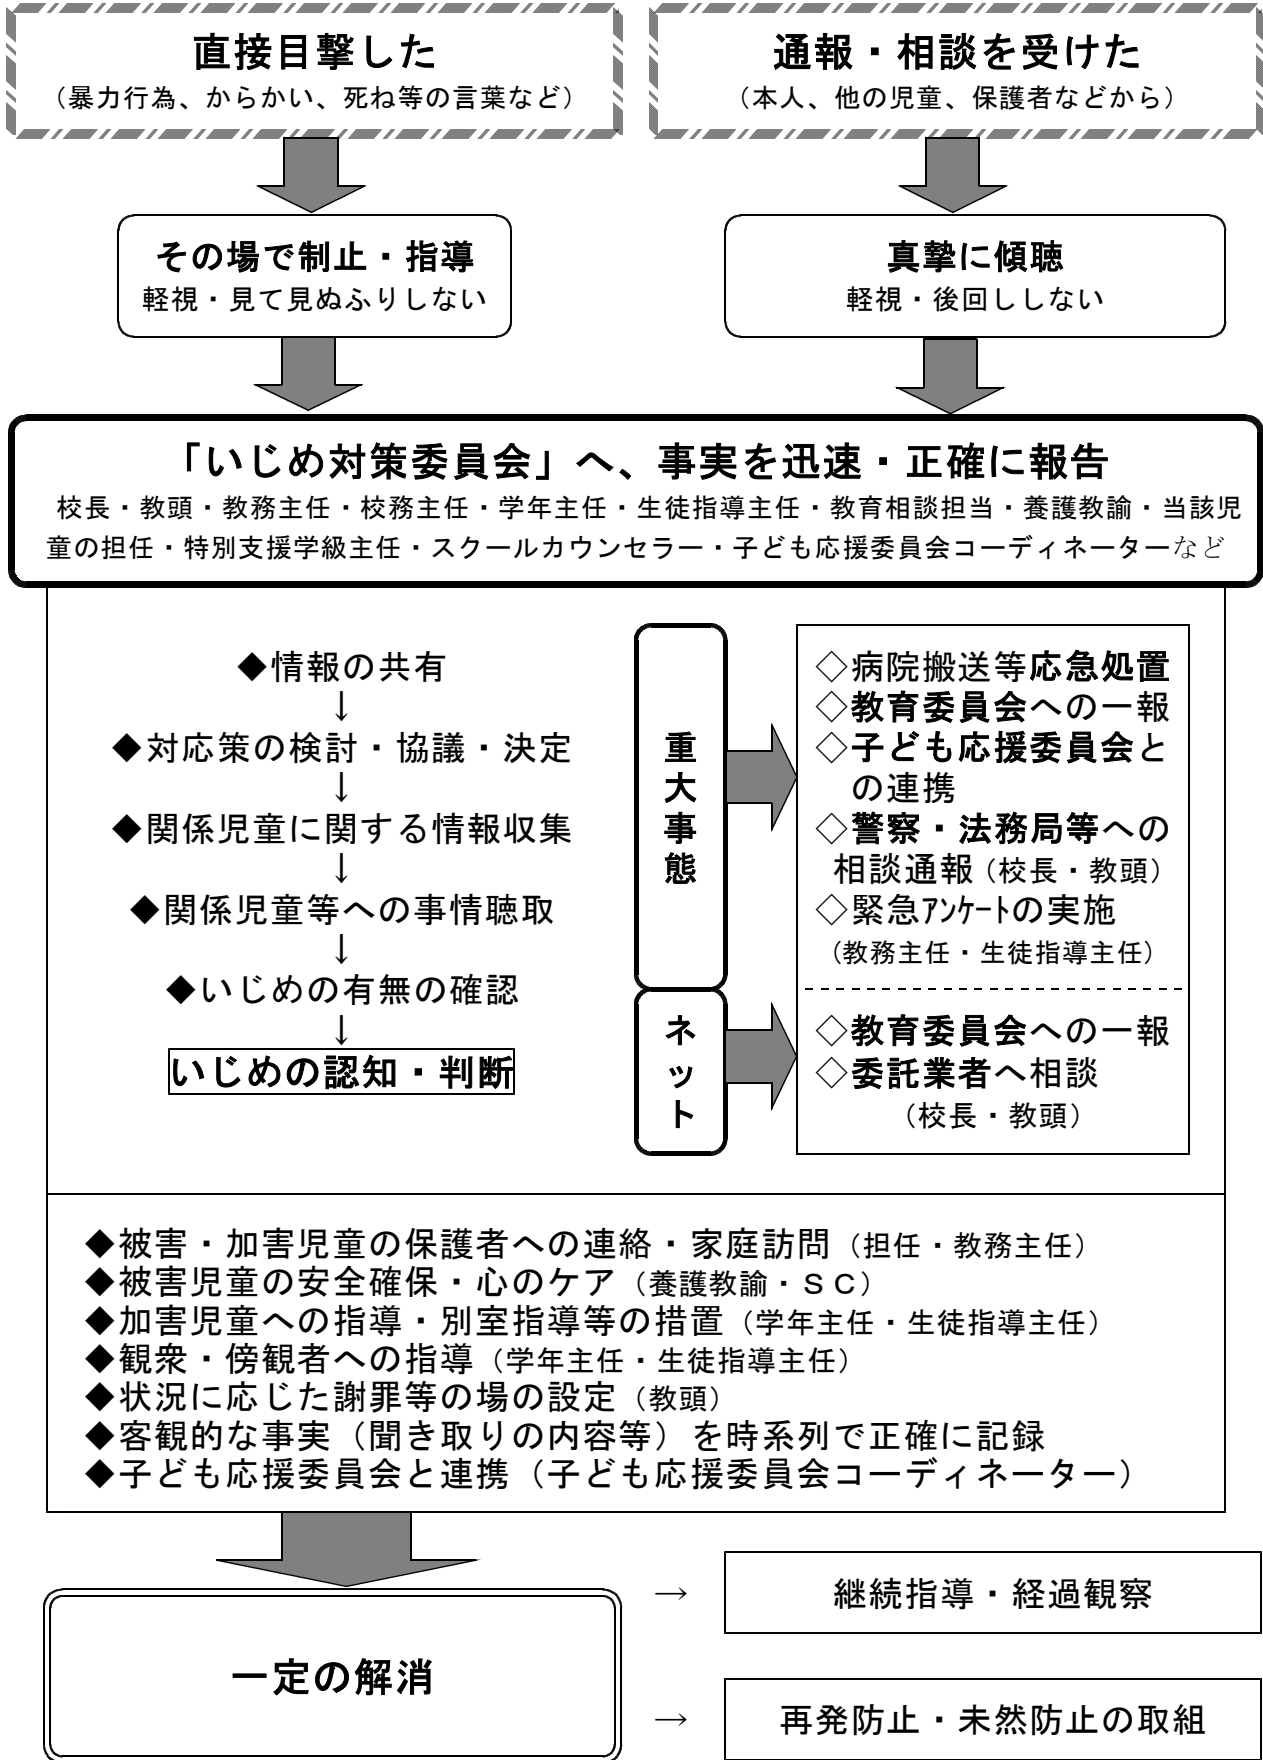 直接目撃した
（暴力行為、からかい、死ね等の言葉など）
通報・相談を受けた
（本人、他の児童、保護者などから）
その場で制止・指導
軽視・見て見ぬふりしない
真摯に傾聴
軽視・後回ししない
「いじめ対策委員会」へ、事実を迅速・正確に報告
校長・教頭・教務主任・校務主任・学年主任・生徒指導主任・教育相談担当・養護教諭・当該児
童の担任・特別支援学級主任・スクールカウンセラー・子ども応援委員会コーディネーターなど
◆情報の共有
↓
◆対応策の検討・協議・決定
↓
◆関係児童に関する情報収集
↓
◆関係児童等への事情聴取
↓
◆いじめの有無の確認
↓
いじめの認知・判断
重大事態
◇病院搬送等応急処置
◇教育委員会への一報
◇子ども応援委員会と
の連携
◇警察・法務局等への
相談通報（校長・教頭）
◇緊急ｱﾝｹｰﾄの実施
（教務主任・生徒指導主任）
ネット
◇教育委員会への一報
◇委託業者へ相談
（校長・教頭）
◆被害・加害児童の保護者への連絡・家庭訪問（担任・教務主任）
◆被害児童の安全確保・心のケア（養護教諭・ＳＣ）
◆加害児童への指導・別室指導等の措置（学年主任・生徒指導主任）
◆観衆・傍観者への指導（学年主任・生徒指導主任）
◆状況に応じた謝罪等の場の設定（教頭）
◆客観的な事実（聞き取りの内容等）を時系列で正確に記録
◆子ども応援委員会と連携（子ども応援委員会コーディネーター）
一定の解消
→
継続指導・経過観察
→
再発防止・未然防止の取組